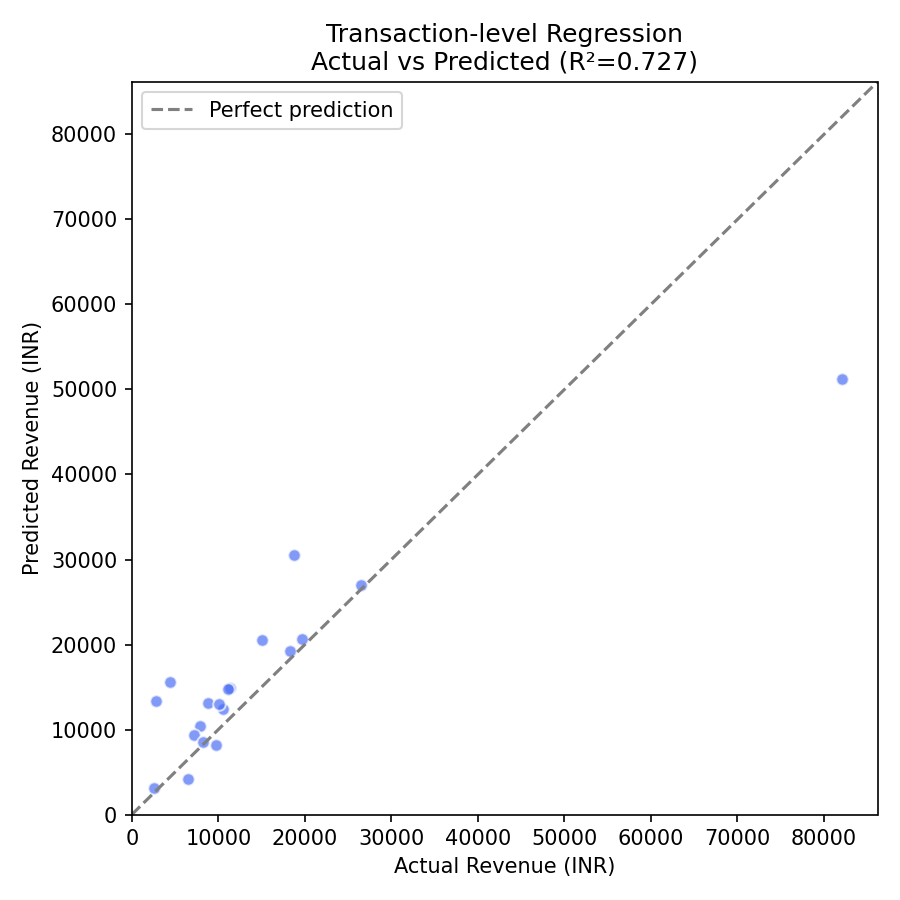 Transaction-level Regression
Actual vs Predicted (R²=0.727)
Perfect prediction
80000
70000
60000
50000
40000
30000
20000
10000
0
Predicted Revenue (INR)
0 10000 20000 30000 40000 50000 60000 70000 80000
Actual Revenue (INR)